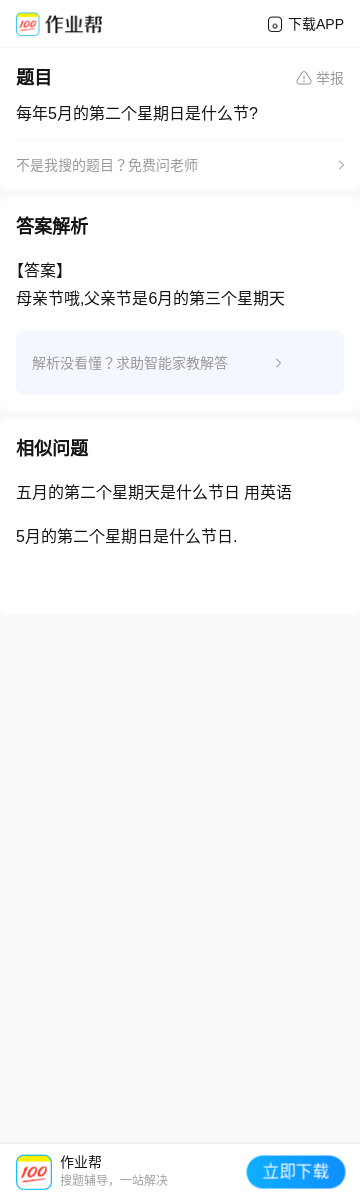 作业帮
下载APP
题目
举报
每年5月的第二个星期日是什么节?
不是我搜的题目？免费问老师
答案解析
【答案】
母亲节哦,父亲节是6月的第三个星期天
解析没看懂？求助智能家教解答
相似问题
五月的第二个星期天是什么节日 用英语
5月的第二个星期日是什么节日.
100
作业帮
搜题辅导，一站解决
立即下载